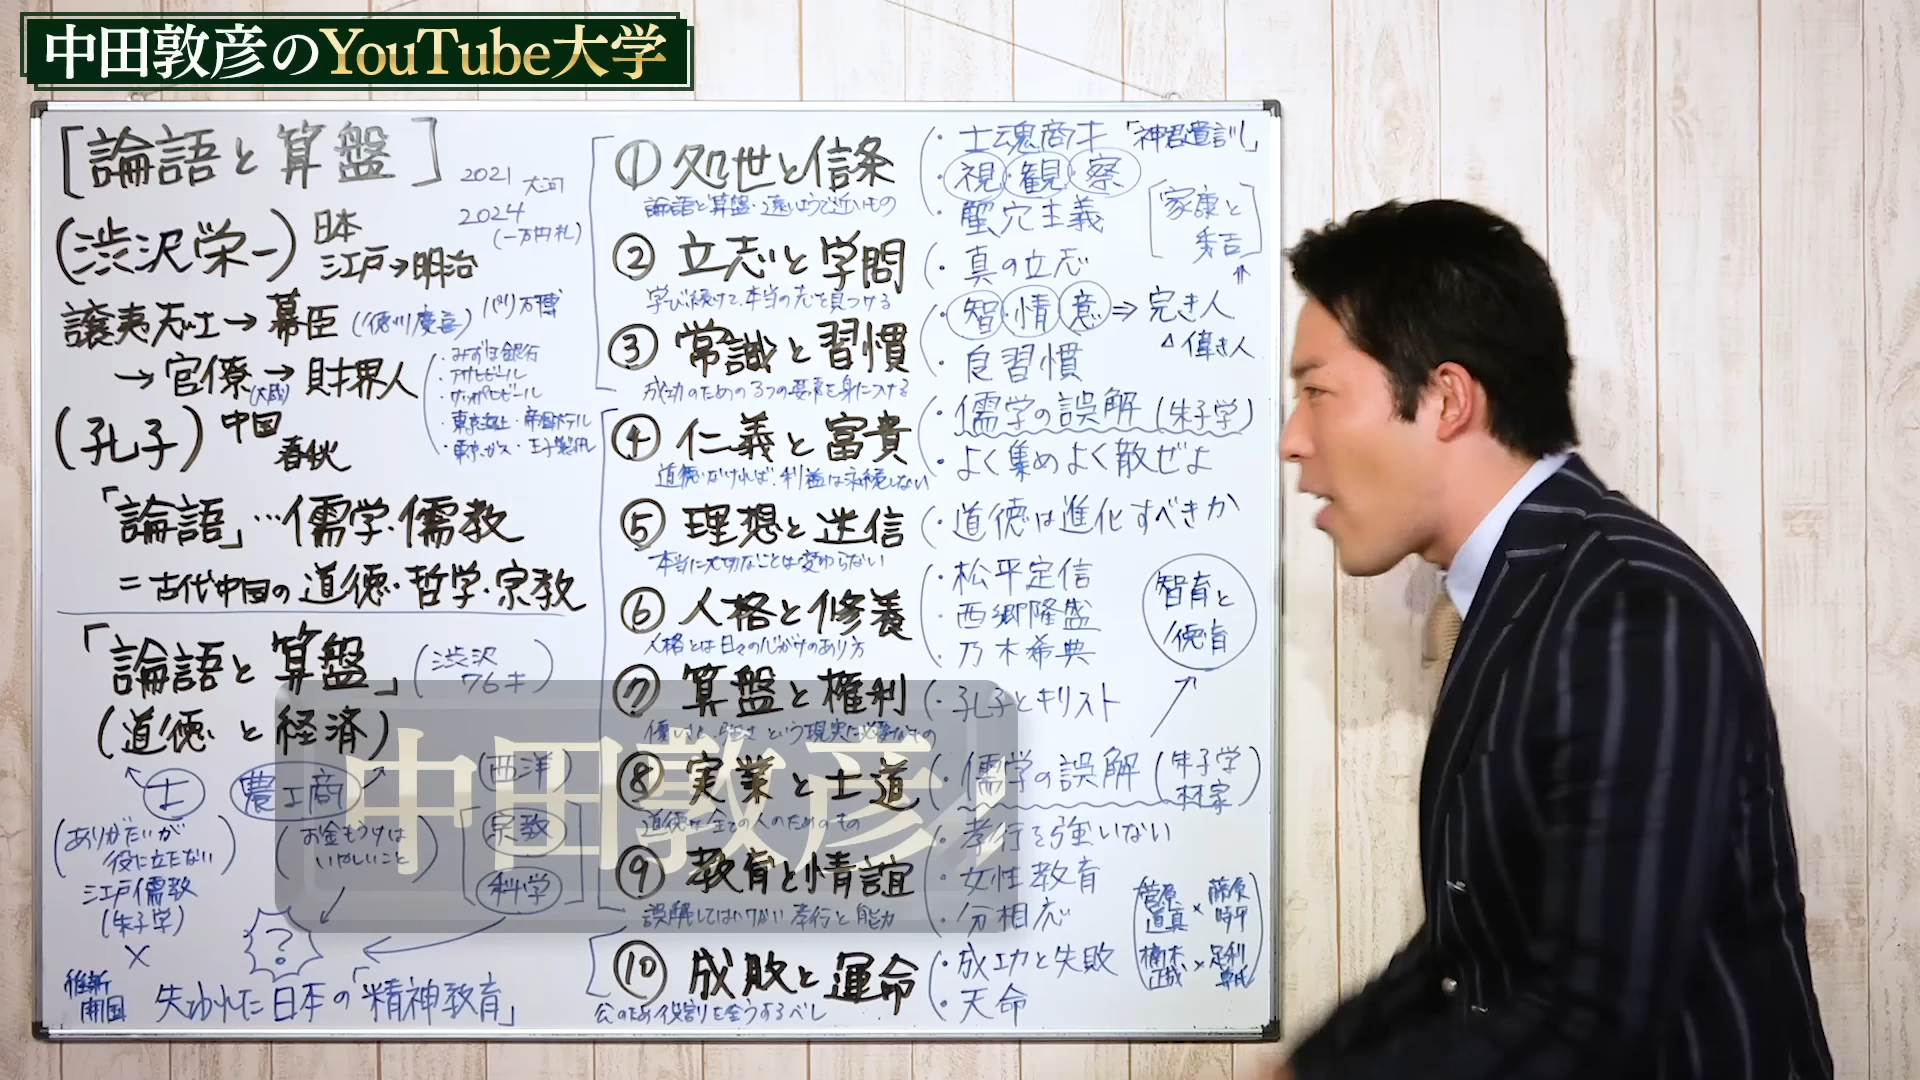 中田敦彦のYouTube大学
[論語と算盤]
2021 大河
2024
(一万円札)
(渋沢栄一) 日本
江戸→明治
譲夷志士→幕臣(徳川慶喜) パリ万博
→官僚→財界人
(大蔵)
・みずほ銀行
・アサヒビール
・サッポロビール
・東京海上・帝国ホテル
・東京ガス・王子製紙
(孔子) 中国
春秋
「論語」…儒学・儒教
=古代中国の道徳・哲学・宗教
「論語と算盤」(渋沢
76才)
(道徳と経済)
士 農工商
(ありがたいが
役に立たない)
江戸儒教
(朱子学)
×
(お金もうけは
いやしいこと)
西洋
宗教
科学
?
維新
開国
失われた日本の「精神教育」
① 処世と信条
論語と算盤・遠いようで近いもの
・士魂商才 「神君遺訓」
・視・観・察
・蟹穴主義
[家康と
秀吉]
② 立志と学問
学び続けて本当の志を見つける
・真の立志
③ 常識と習慣
成功のための3つの要素を身につける
・智・情・意⇒完き人
△偉き人
・良習慣
④ 仁義と富貴
道徳がなければ、利益は永続しない
・儒学の誤解(朱子学)
・よく集めよく散ぜよ
⑤ 理想と迷信
本当に大切なことは変わらない
・道徳は進化すべきか
⑥ 人格と修養
人格とは日々の心がけのあり方
・松平定信
・西郷隆盛
・乃木希典
智育と
徳育
⑦ 算盤と権利
優しさと強さという現実に必要なもの
・孔子とキリスト
⑧ 実業と士道
道徳は全ての人のためのもの
・儒学の誤解(朱子学
林家)
⑨ 教育と情誼
誤解してはいけない孝行と能力
・孝行を強いない
・女性教育
・分相応
菅原道真×藤原時平
楠木正成×足利尊氏
⑩ 成敗と運命
公のため役割を全うするべし
・成功と失敗
・天命
中田敦彦